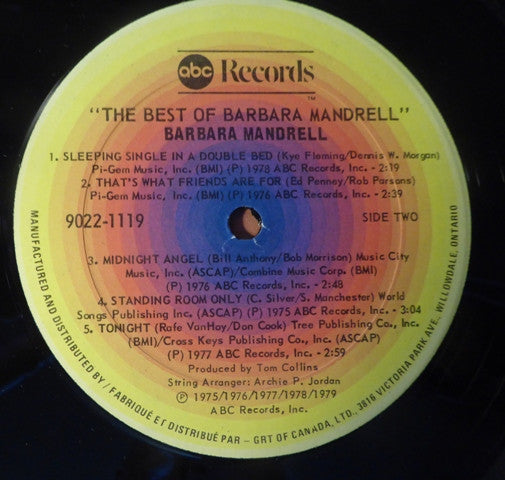 abc Records
TM
"THE BEST OF BARBARA MANDRELL"
BARBARA MANDRELL
1. SLEEPING SINGLE IN A DOUBLE BED (Kye Fleming/Dennis W. Morgan)
Pi-Gem Music, Inc. (BMI) (P) 1978 ABC Records, Inc. - 2:19
2. THAT'S WHAT FRIENDS ARE FOR (Ed Penney/Rob Parsons)
Pi-Gem Music, Inc. (BMI) (P) 1976 ABC Records, Inc. - 2:39
9022-1119 SIDE TWO
3. MIDNIGHT ANGEL (Bill Anthony/Bob Morrison) Music City
Music, Inc. (ASCAP)/Combine Music Corp. (BMI)
(P) 1976 ABC Records, Inc. - 2:48
4. STANDING ROOM ONLY (C. Silver/S. Manchester) World
Songs Publishing Inc. (ASCAP) (P) 1975 ABC Records, Inc. - 3:04
5. TONIGHT (Rafe VanHoy/Don Cook) Tree Publishing Co., Inc.
(BMI)/Cross Keys Publishing Co., Inc. (ASCAP)
(P) 1977 ABC Records, Inc. - 2:59
Produced by Tom Collins
String Arranger: Archie P. Jordan
℗ 1975/1976/1977/1978/1979
ABC Records, Inc.
MANUFACTURED AND DISTRIBUTED BY / FABRIQUÉ ET DISTRIBUÉ PAR - GRT OF CANADA, LTD., 3816 VICTORIA PARK AVE., WILLOWDALE, ONTARIO